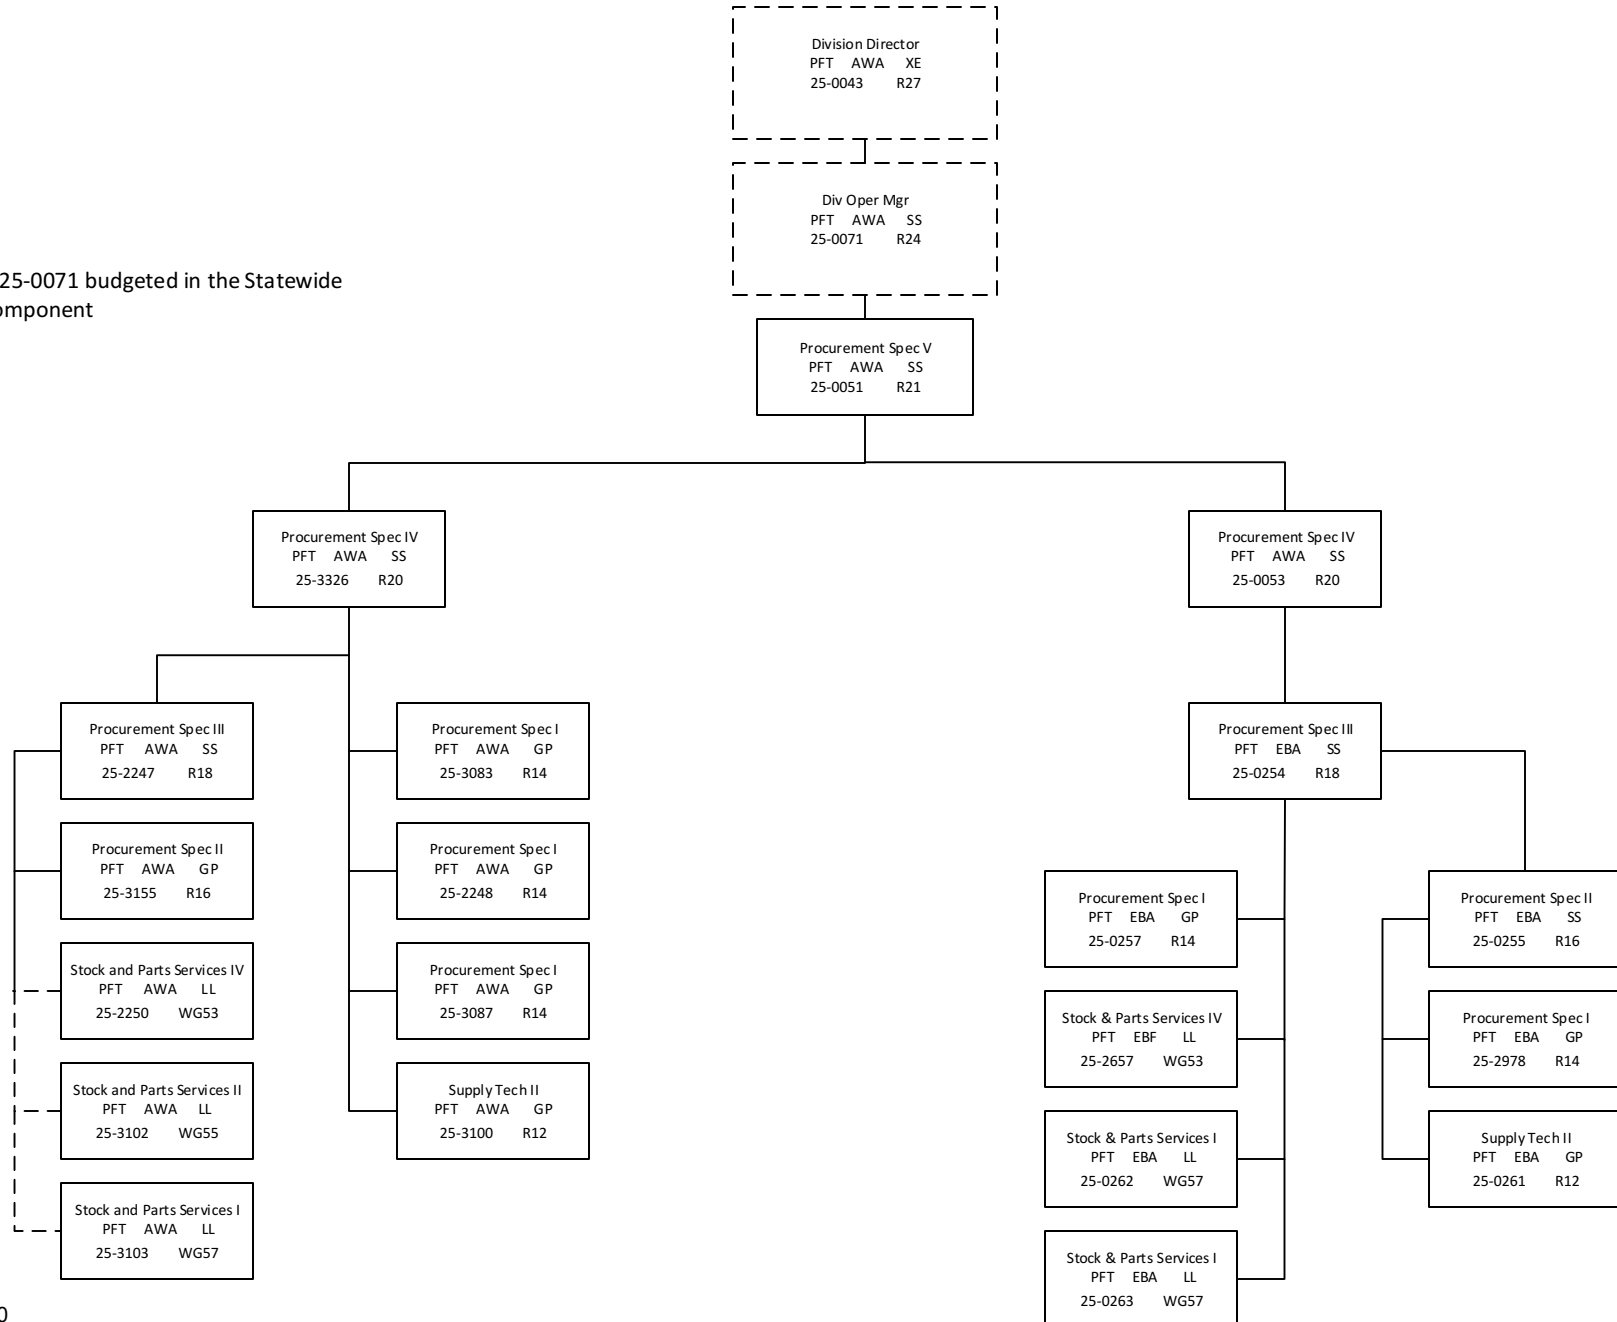 Division Director
PFT AWA XE
25-0043 R27
Div Oper Mgr
PFT AWA SS
25-0071 R24
25-0071 budgeted in the Statewide
omponent
Procurement Spec V
PFT AWA SS
25-0051 R21
Procurement Spec IV
PFT AWA SS
25-3326 R20
Procurement Spec IV
PFT AWA SS
25-0053 R20
Procurement Spec III
PFT AWA SS
25-2247 R18
Procurement Spec II
PFT AWA GP
25-3155 R16
Stock and Parts Services IV
PFT AWA LL
25-2250 WG53
Stock and Parts Services II
PFT AWA LL
25-3102 WG55
Stock and Parts Services I
PFT AWA LL
25-3103 WG57
Procurement Spec I
PFT AWA GP
25-3083 R14
Procurement Spec I
PFT AWA GP
25-2248 R14
Procurement Spec I
PFT AWA GP
25-3087 R14
Supply Tech II
PFT AWA GP
25-3100 R12
Procurement Spec III
PFT EBA SS
25-0254 R18
Procurement Spec I
PFT EBA GP
25-0257 R14
Stock & Parts Services IV
PFT EBF LL
25-2657 WG53
Stock & Parts Services I
PFT EBA LL
25-0262 WG57
Stock & Parts Services I
PFT EBA LL
25-0263 WG57
Procurement Spec II
PFT EBA SS
25-0255 R16
Procurement Spec I
PFT EBA GP
25-2978 R14
Supply Tech II
PFT EBA GP
25-0261 R12
0